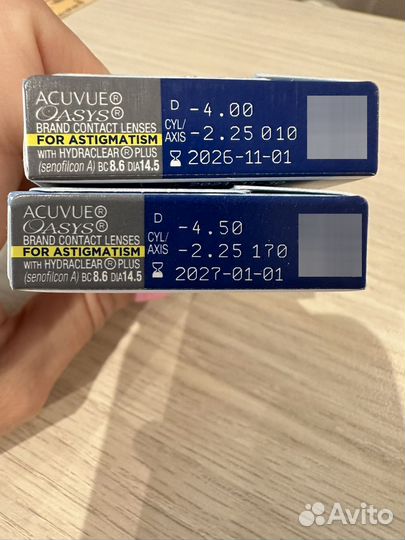 ACUVUE®
OASYS®
BRAND CONTACT LENSES
FOR ASTIGMATISM
WITH HYDRACLEAR® PLUS
(senofilcon A) BC 8.6 DIA 14.5
D -4.00
CYL/
AXIS -2.25 010
2026-11-01
ACUVUE®
OASYS®
BRAND CONTACT LENSES
FOR ASTIGMATISM
WITH HYDRACLEAR® PLUS
(senofilcon A) BC 8.6 DIA 14.5
D -4.50
CYL/
AXIS -2.25 170
2027-01-01
Avito